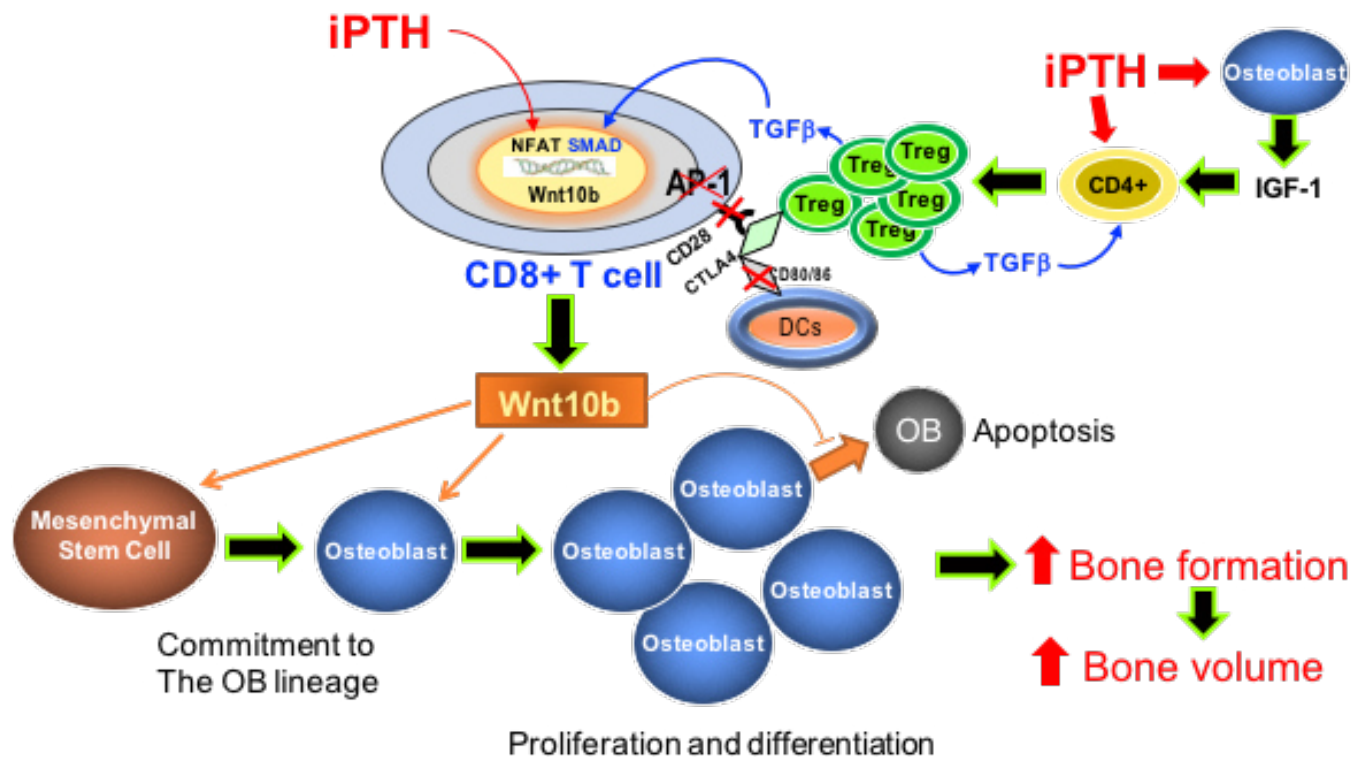 iPTH
iPTH
Osteoblast
TGFβ
NFAT SMAD
Wnt10b
AP-1
Treg
Treg
Treg
Treg
Treg
CD4+
IGF-1
CD28
CTLA4
CD80/86
TGFβ
CD8+ T cell
DCs
Wnt10b
OB
Apoptosis
Mesenchymal
Stem Cell
Osteoblast
Osteoblast
Osteoblast
Osteoblast
Osteoblast
Bone formation
Bone volume
Commitment to
The OB lineage
Proliferation and differentiation